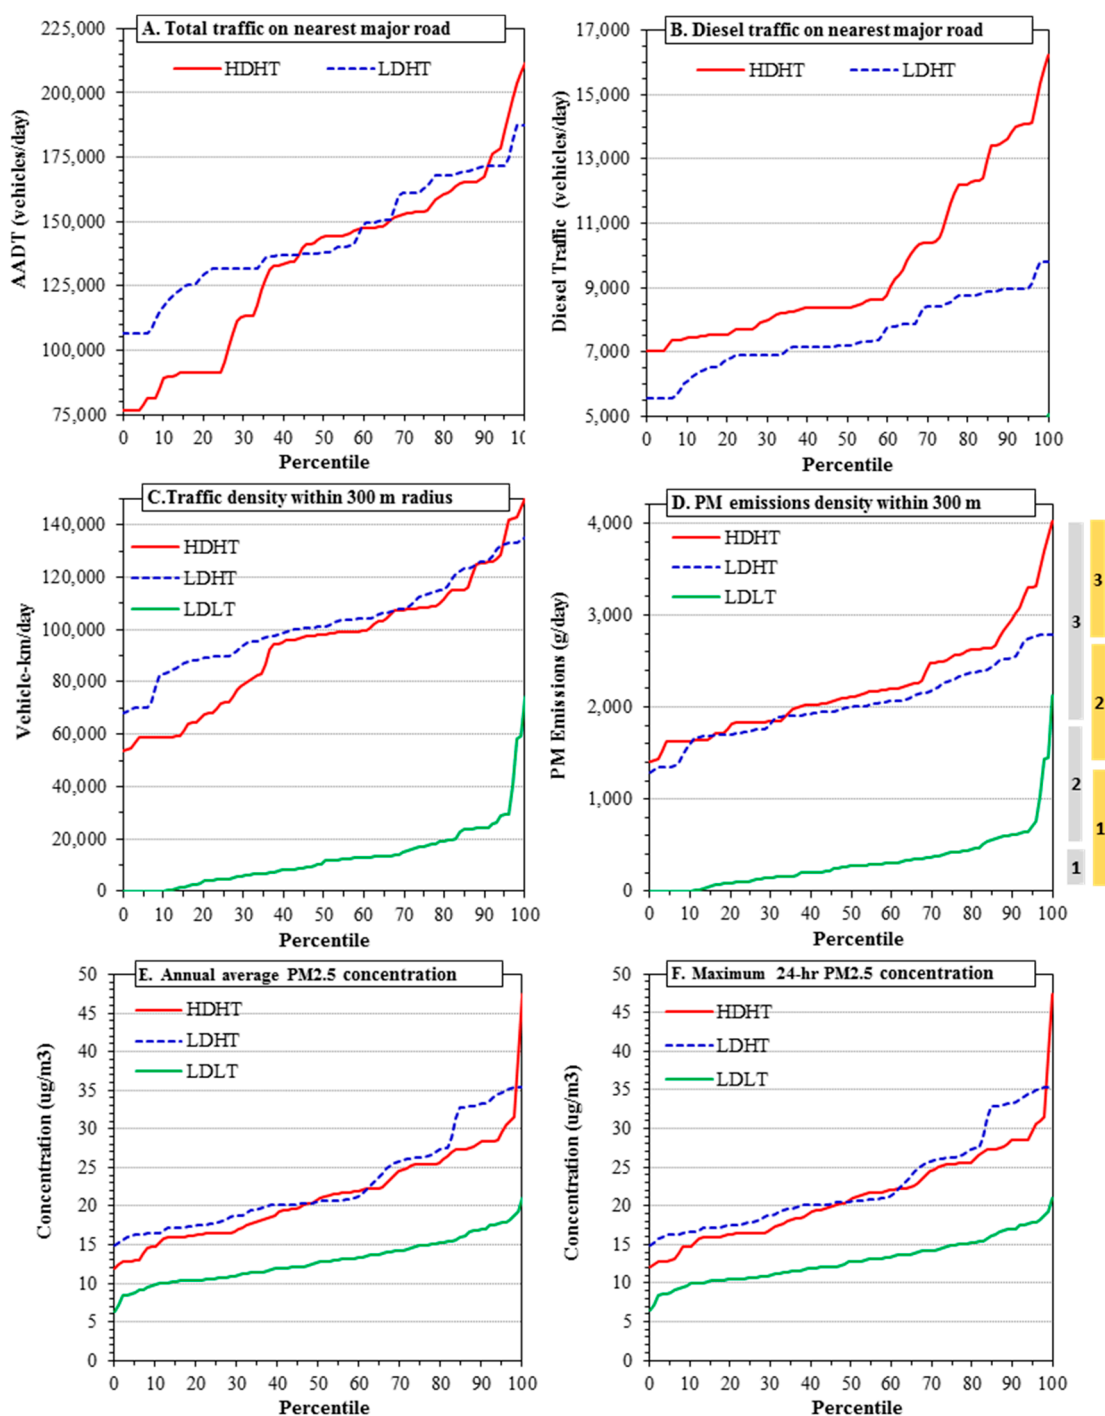 A. Total traffic on nearest major road
HDHT
LDHT
225,000
200,000
175,000
150,000
125,000
100,000
75,000
AADT (vehicles/day)
0 10 20 30 40 50 60 70 80 90 10
Percentile
B. Diesel traffic on nearest major road
HDHT
LDHT
17,000
15,000
13,000
11,000
9,000
7,000
5,000
Diesel Traffic (vehicles/day)
0 10 20 30 40 50 60 70 80 90 100
Percentile
C.Traffic density within 300 m radius
HDHT
LDHT
LDLT
140,000
120,000
100,000
80,000
60,000
40,000
20,000
0
Vehicle-km/day
0 10 20 30 40 50 60 70 80 90 100
Percentile
D. PM emissions density within 300 m
HDHT
LDHT
LDLT
4,000
3,000
2,000
1,000
0
PM Emissions (g/day)
0 10 20 30 40 50 60 70 80 90 100
Percentile
3
2
1
3
2
1
E. Annual average PM2.5 concentration
HDHT
LDHT
LDLT
50
45
40
35
30
25
20
15
10
5
0
Concentration (ug/m3)
0 10 20 30 40 50 60 70 80 90 100
Percentile
F. Maximum 24-hr PM2.5 concentration
HDHT
LDHT
LDLT
50
45
40
35
30
25
20
15
10
5
0
Concentration (ug/m3)
0 10 20 30 40 50 60 70 80 90 100
Percentile